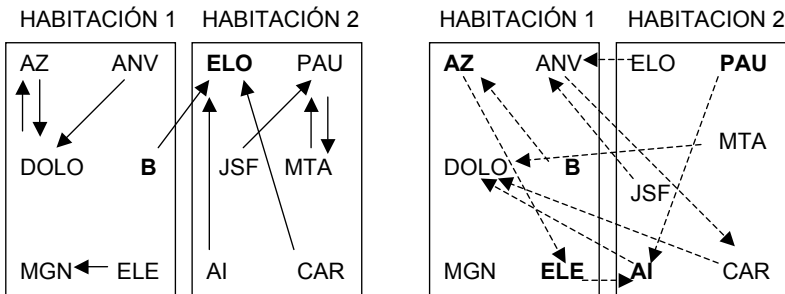 HABITACIÓN 1 HABITACIÓN 2 HABITACIÓN 1 HABITACION 2
AZ ANV ELO PAU AZ ANV ELO PAU
DOLO B JSF MTA DOLO B MTA
JSF
MGN ELE AI CAR MGN ELE AI CAR